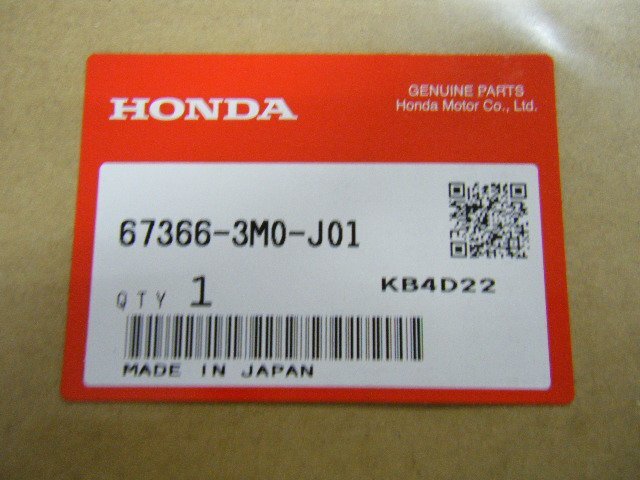 HONDA
GENUINE PARTS
Honda Motor Co., Ltd.
67366-3M0-J01
QTY 1
KB4D22
MADE IN JAPAN